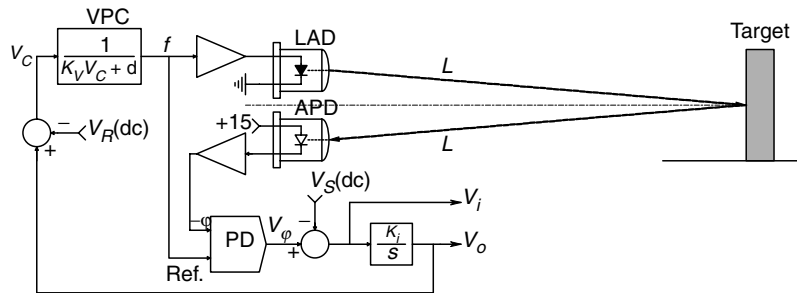 VPC
LAD
Target
V_C
1
K_V V_C + d
f
L
APD
+15
V_R(dc)
−
+
L
V_S(dc)
−φ
PD
V_φ
−
+
K_i
s
V_i
V_o
Ref.